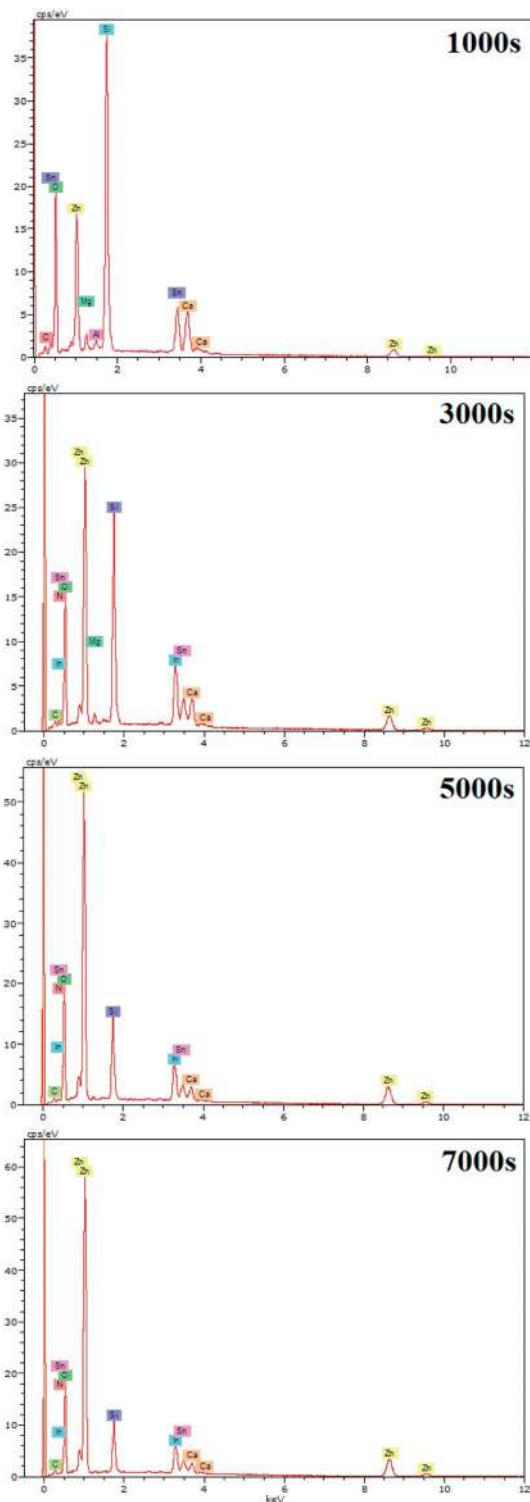 cps/eV
1000s
Si
35
30
25
Sn
20
O
Zn
15
10
Sn
Mg
Ca
5
C
Al
Ca
Zn
Zn
0
0 2 4 6 8 10
cps/eV
3000s
35
Zn
Zn
30
Si
25
20
Sn
O
15
N
Mg
10
Sn
In
In
5
Ca
C
Ca
Zn
Zn
0
0 2 4 6 8 10 12
cps/eV
5000s
Zn
Zn
50
40
30
Sn
O
20
N
Si
10
In
Sn
In
Ca
C
Ca
Zn
Zn
0
0 2 4 6 8 10 12
cps/eV
7000s
Zn
Zn
60
50
40
30
20
Sn
O
N
Si
10
In
Sn
In
Ca
C
Ca
Zn
Zn
0
0 2 4 6 8 10 12
keV